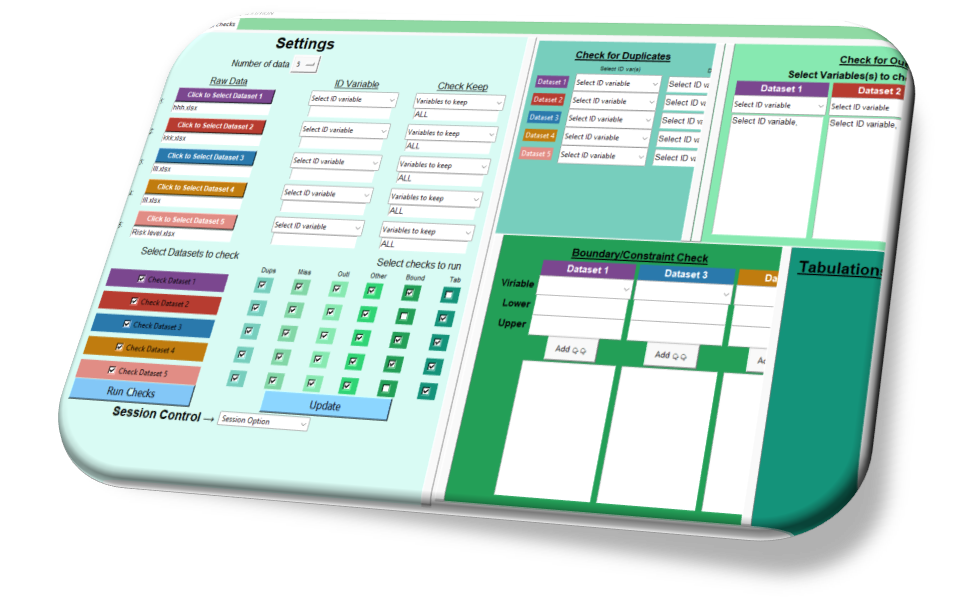 checks
Settings
Number of data 5
Raw Data
ID Variable
Check Keep
Click to Select Dataset 1
hhh.xlsx
Select ID variable
Variables to keep
ALL
Click to Select Dataset 2
kkk.xlsx
Select ID variable
Variables to keep
ALL
Click to Select Dataset 3
Select ID variable
Variables to keep
ALL
Click to Select Dataset 4
Select ID variable
Variables to keep
ALL
Click to Select Dataset 5
Risk level.xlsx
Select ID variable
Variables to keep
ALL
Select Datasets to check
Select checks to run
Dups Miss Outl Other Bound Tab
Check Dataset 1
Check Dataset 2
Check Dataset 3
Check Dataset 4
Check Dataset 5
Run Checks
Update
Session Control → Session Option
Check for Duplicates
Select ID var(s)
Dataset 1 Select ID variable Select ID va
Dataset 2 Select ID variable Select ID va
Dataset 3 Select ID variable Select ID va
Dataset 4 Select ID variable Select ID va
Dataset 5 Select ID variable Select ID va
Check for Ou
Select Variables(s) to ch
Dataset 1 Dataset 2
Select ID variable Select ID variable
Select ID variable, Select ID variable,
Boundary/Constraint Check
Dataset 1 Dataset 3 Da
Viriable
Lower
Upper
Add Add
Tabulation